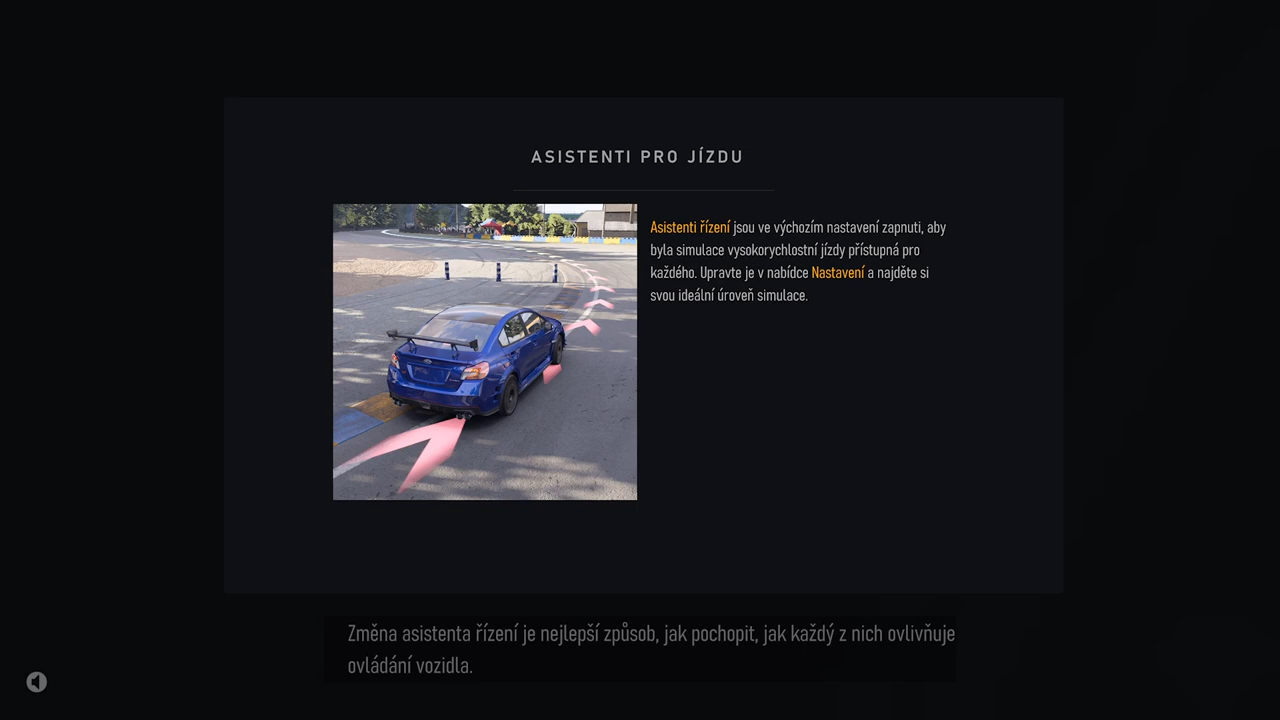 ASISTENTI PRO JÍZDU
Asistenti řízení jsou ve výchozím nastavení zapnuti, aby
byla simulace vysokorychlostní jízdy přístupná pro
každého. Upravte je v nabídce Nastavení a najděte si
svou ideální úroveň simulace.
Změna asistenta řízení je nejlepší způsob, jak pochopit, jak každý z nich ovlivňuje
ovládání vozidla.